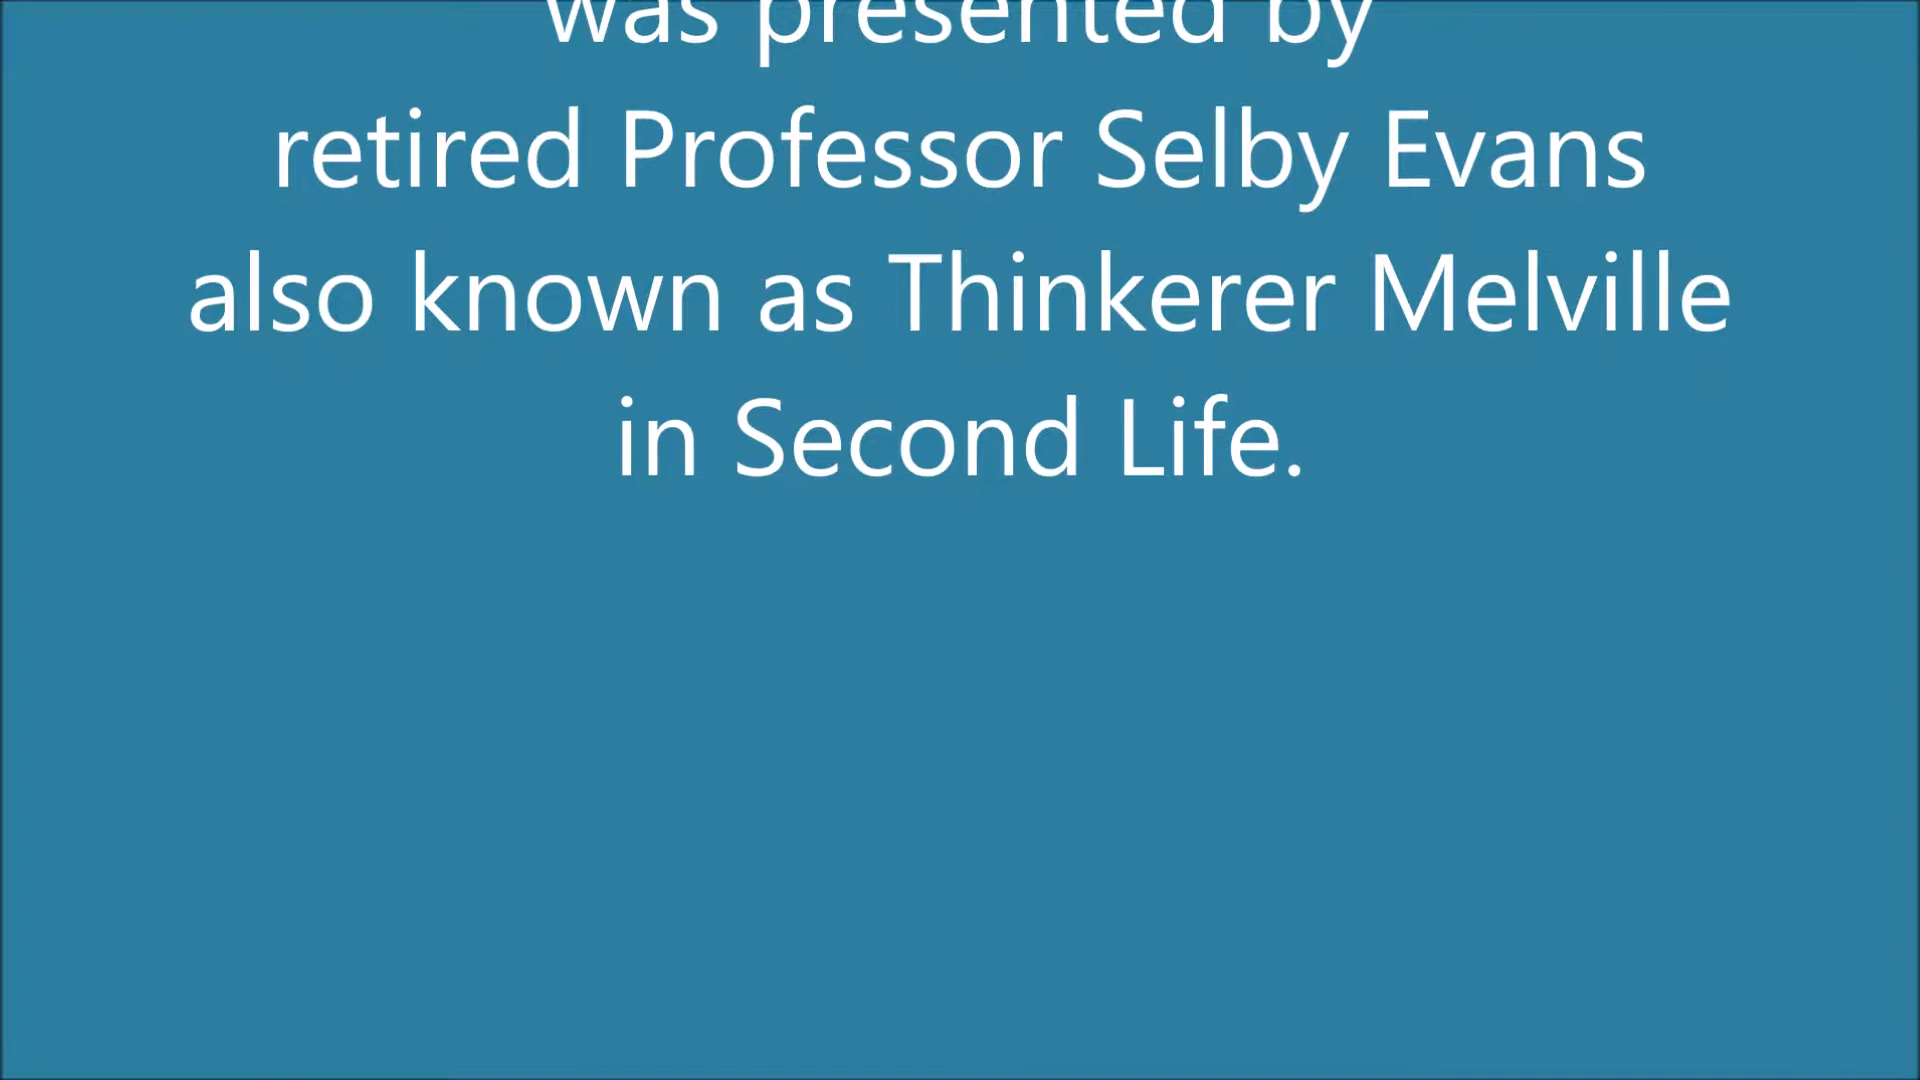 was presented by
retired Professor Selby Evans
also known as Thinkerer Melville
in Second Life.